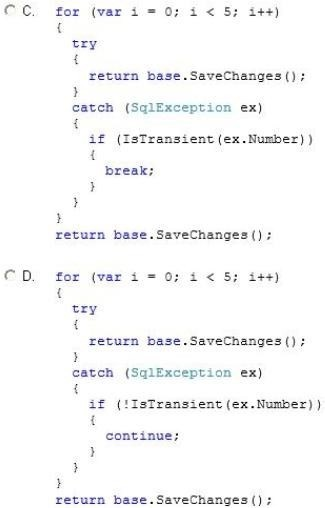 C. for (var i = 0; i < 5; i++)
{
try
{
return base.SaveChanges();
}
catch (SqlException ex)
{
if (IsTransient(ex.Number))
{
break;
}
}
}
return base.SaveChanges();
D. for (var i = 0; i < 5; i++)
{
try
{
return base.SaveChanges();
}
catch (SqlException ex)
{
if (!IsTransient(ex.Number))
{
continue;
}
}
}
return base.SaveChanges();